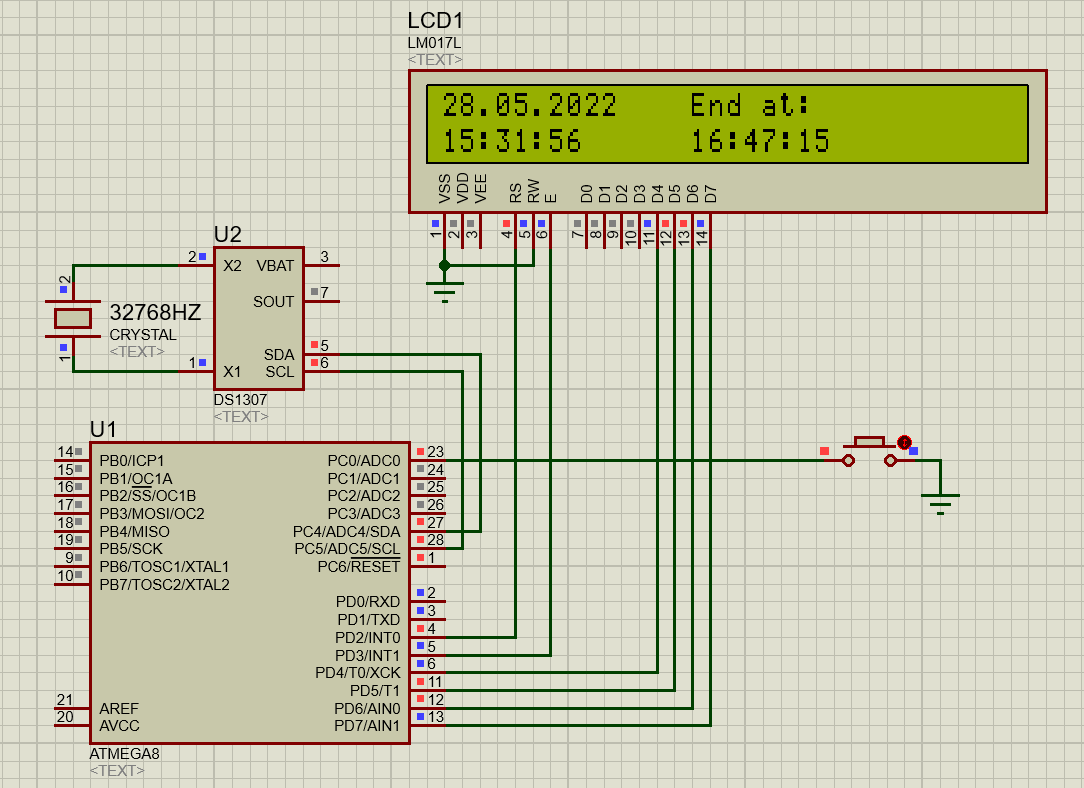 LCD1
LM017L
<TEXT>
28.05.2022 End at:
15:31:56 16:47:15
VSS VDD VEE RS RW E D0 D1 D2 D3 D4 D5 D6 D7
1 2 3 4 5 6 7 8 9 10 11 12 13 14
U2
2 X2 VBAT 3
SOUT 7
SDA 5
1 X1 SCL 6
DS1307
<TEXT>
2
32768HZ
CRYSTAL
<TEXT>
1
U1
14 PB0/ICP1 PC0/ADC0 23
15 PB1/OC1A PC1/ADC1 24
16 PB2/SS/OC1B PC2/ADC2 25
17 PB3/MOSI/OC2 PC3/ADC3 26
18 PB4/MISO PC4/ADC4/SDA 27
19 PB5/SCK PC5/ADC5/SCL 28
9 PB6/TOSC1/XTAL1 PC6/RESET 1
10 PB7/TOSC2/XTAL2
PD0/RXD 2
PD1/TXD 3
PD2/INT0 4
PD3/INT1 5
PD4/T0/XCK 6
PD5/T1 11
21 AREF PD6/AIN0 12
20 AVCC PD7/AIN1 13
ATMEGA8
<TEXT>